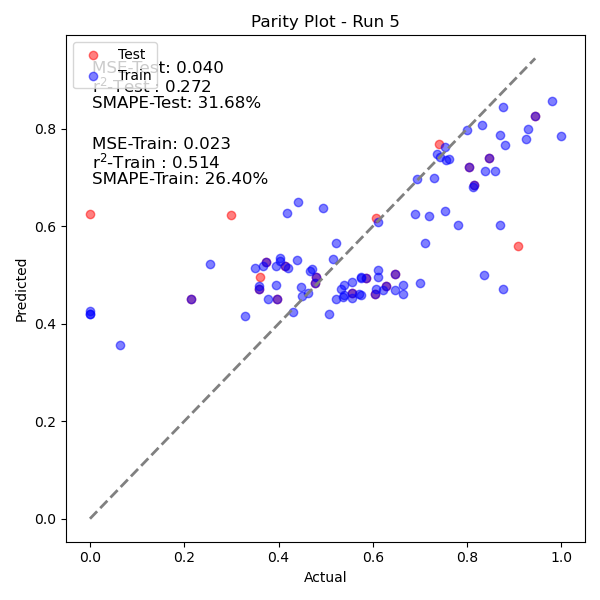 Parity Plot - Run 5
Test
Train
MSE-Test: 0.040
r²-Test : 0.272
SMAPE-Test: 31.68%
MSE-Train: 0.023
r²-Train : 0.514
SMAPE-Train: 26.40%
Predicted
0.8
0.6
0.4
0.2
0.0
0.0 0.2 0.4 0.6 0.8 1.0
Actual